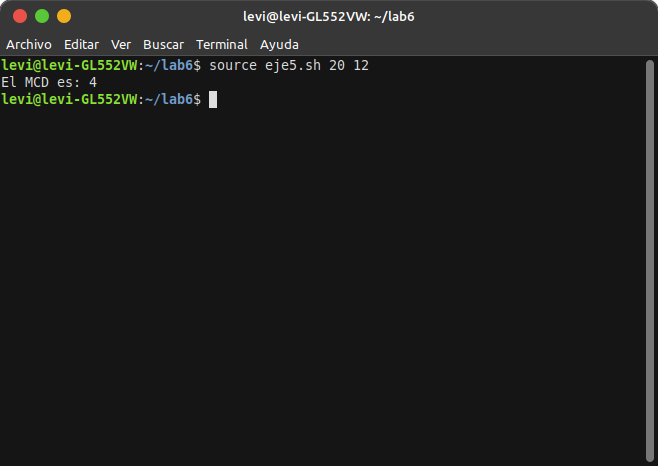 levi@levi-GL552VW: ~/lab6
Archivo Editar Ver Buscar Terminal Ayuda
levi@levi-GL552VW:~/lab6$ source eje5.sh 20 12
El MCD es: 4
levi@levi-GL552VW:~/lab6$